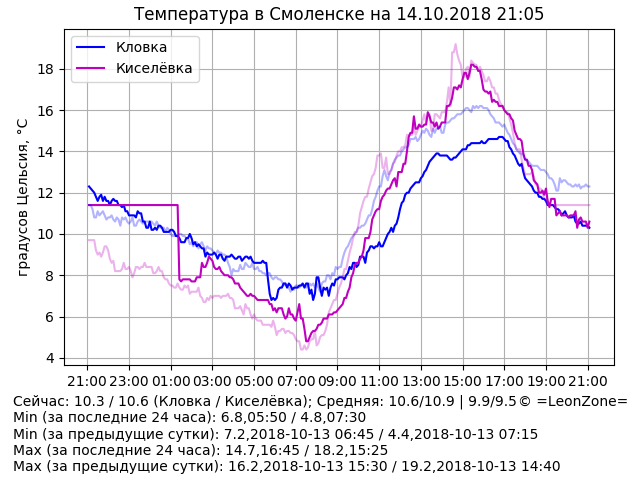 Температура в Смоленске на 14.10.2018 21:05
Кловка
Киселёвка
градусов Цельсия, °C
18
16
14
12
10
8
6
4
21:00 23:00 01:00 03:00 05:00 07:00 09:00 11:00 13:00 15:00 17:00 19:00 21:00
Сейчас: 10.3 / 10.6 (Кловка / Киселёвка); Средняя: 10.6/10.9 | 9.9/9.5© =LeonZone=
Min (за последние 24 часа): 6.8,05:50 / 4.8,07:30
Min (за предыдущие сутки): 7.2,2018-10-13 06:45 / 4.4,2018-10-13 07:15
Max (за последние 24 часа): 14.7,16:45 / 18.2,15:25
Max (за предыдущие сутки): 16.2,2018-10-13 15:30 / 19.2,2018-10-13 14:40